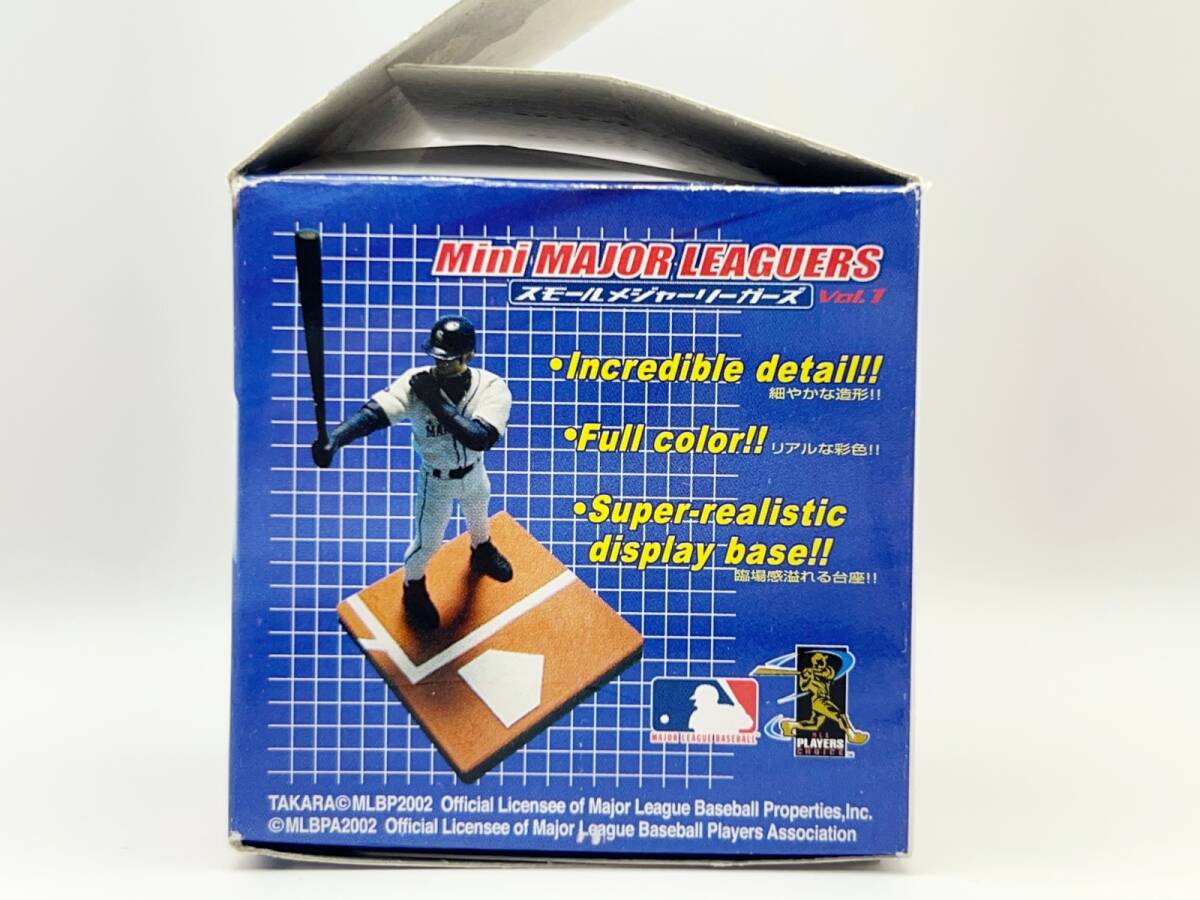 Mini MAJOR LEAGUERS
スモールメジャーリーガーズ Vol.1
•Incredible detail!!
細やかな造形!!
•Full color!! リアルな彩色!!
•Super-realistic
display base!!
臨場感溢れる台座!!
MAJOR LEAGUE BASEBALL
MLB
PLAYERS
CHOICE
TAKARA©MLBP2002 Official Licensee of Major League Baseball Properties,Inc.
©MLBPA2002 Official Licensee of Major League Baseball Players Association